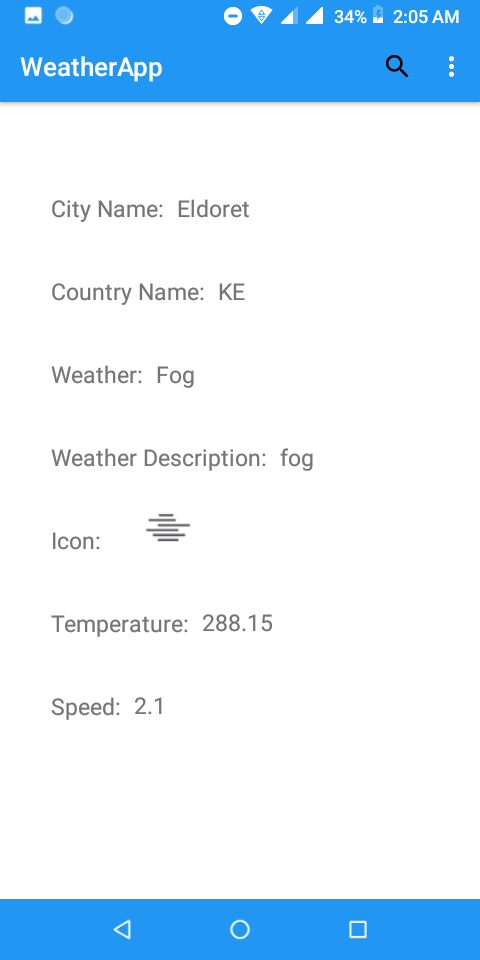 34% 2:05 AM
WeatherApp
City Name: Eldoret
Country Name: KE
Weather: Fog
Weather Description: fog
Icon:
Temperature: 288.15
Speed: 2.1